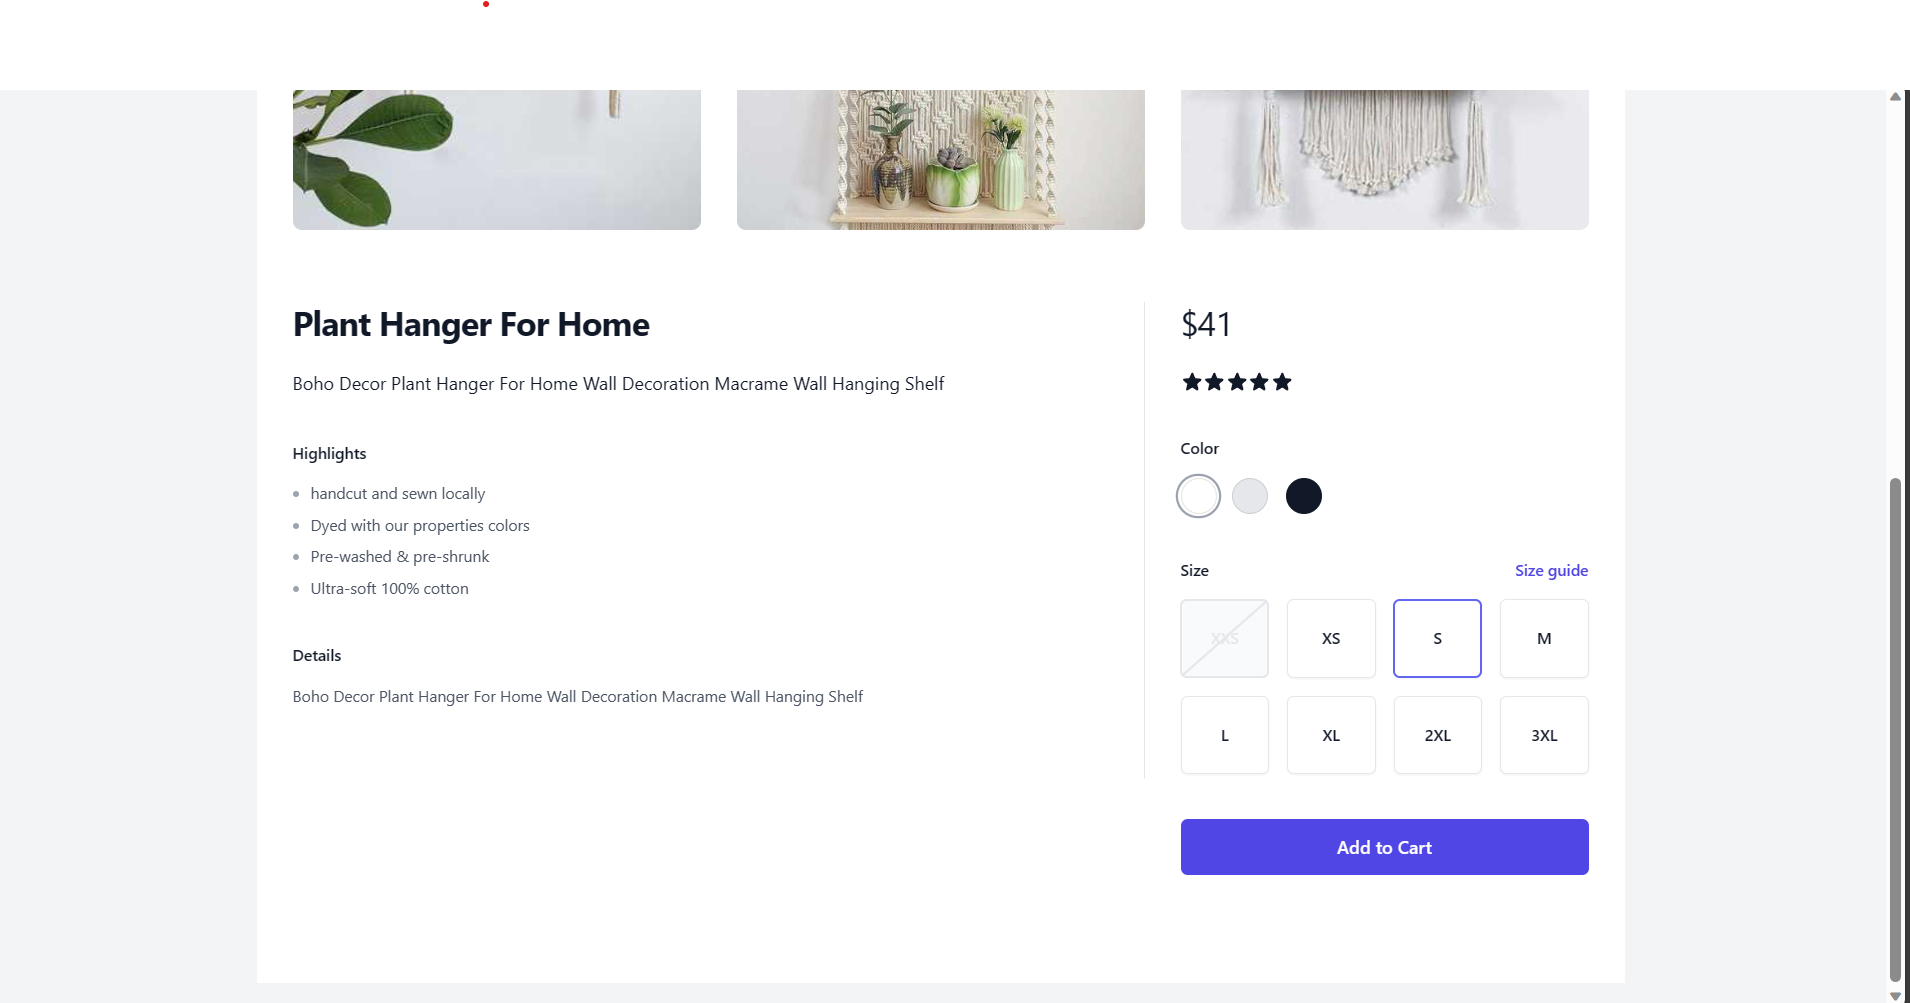 Plant Hanger For Home
Boho Decor Plant Hanger For Home Wall Decoration Macrame Wall Hanging Shelf
Highlights
handcut and sewn locally
Dyed with our properties colors
Pre-washed & pre-shrunk
Ultra-soft 100% cotton
Details
Boho Decor Plant Hanger For Home Wall Decoration Macrame Wall Hanging Shelf
$41
Color
Size
Size guide
XXS
XS
S
M
L
XL
2XL
3XL
Add to Cart